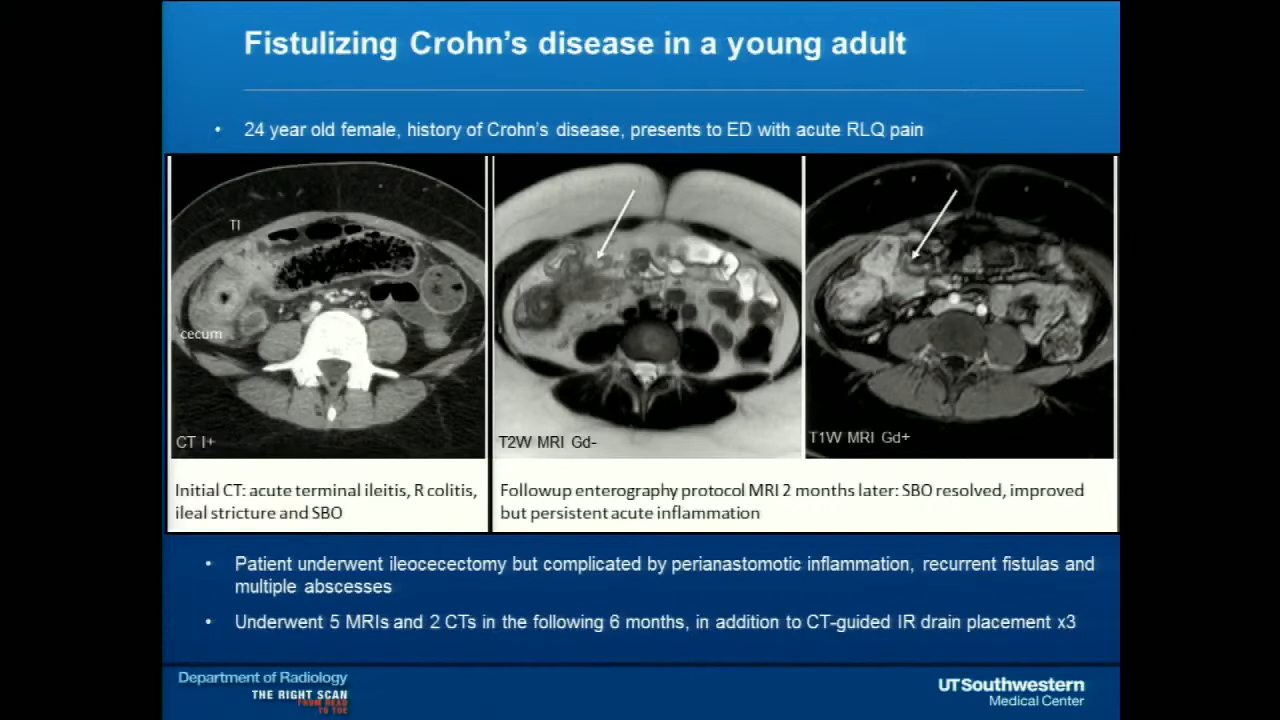 Fistulizing Crohn's disease in a young adult
• 24 year old female, history of Crohn's disease, presents to ED with acute RLQ pain
TI
cecum
CT I+
T2W MRI Gd-
T1W MRI Gd+
Initial CT: acute terminal ileitis, R colitis,
ileal stricture and SBO
Followup enterography protocol MRI 2 months later: SBO resolved, improved
but persistent acute inflammation
• Patient underwent ileocecectomy but complicated by perianastomotic inflammation, recurrent fistulas and
multiple abscesses
• Underwent 5 MRIs and 2 CTs in the following 6 months, in addition to CT-guided IR drain placement x3
Department of Radiology
THE RIGHT SCAN
FROM HEAD
TO TOE
UTSouthwestern
Medical Center